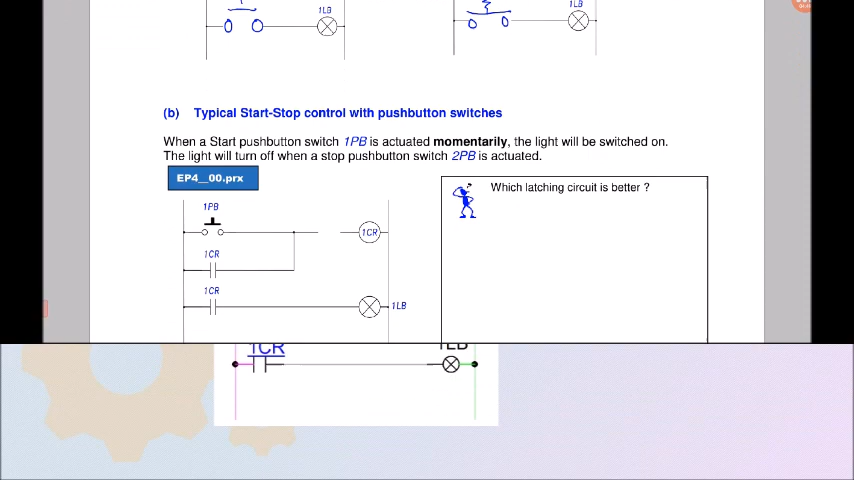 1LB
1LB
(b) Typical Start-Stop control with pushbutton switches
When a Start pushbutton switch 1PB is actuated momentarily, the light will be switched on.
The light will turn off when a stop pushbutton switch 2PB is actuated.
EP4__00.prx
Which latching circuit is better ?
1PB
1CR
1CR
1CR
1LB
1CR
1LB